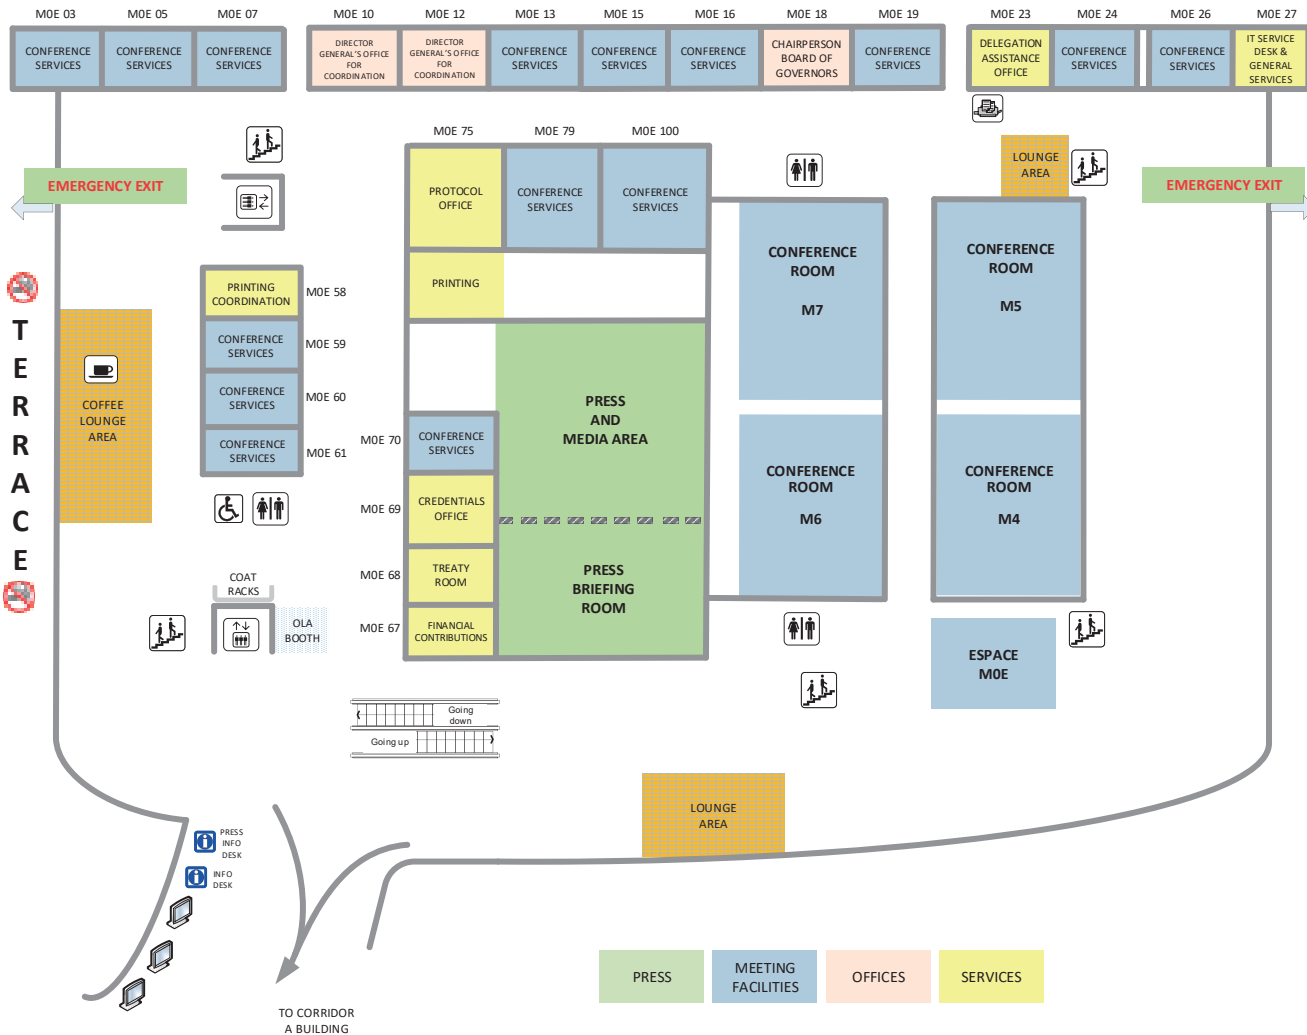 M0E 03 M0E 05 M0E 07 M0E 10 M0E 12 M0E 13 M0E 15 M0E 16 M0E 18 M0E 19 M0E 23 M0E 24 M0E 26 M0E 27
CONFERENCE
SERVICES
CONFERENCE
SERVICES
CONFERENCE
SERVICES
DIRECTOR
GENERAL'S OFFICE
FOR
COORDINATION
DIRECTOR
GENERAL'S OFFICE
FOR
COORDINATION
CONFERENCE
SERVICES
CONFERENCE
SERVICES
CONFERENCE
SERVICES
CHAIRPERSON
BOARD OF
GOVERNORS
CONFERENCE
SERVICES
DELEGATION
ASSISTANCE
OFFICE
CONFERENCE
SERVICES
CONFERENCE
SERVICES
IT SERVICE
DESK &
GENERAL
SERVICES
M0E 75 M0E 79 M0E 100
EMERGENCY EXIT
PROTOCOL
OFFICE
CONFERENCE
SERVICES
CONFERENCE
SERVICES
LOUNGE
AREA
EMERGENCY EXIT
PRINTING
COORDINATION
M0E 58
PRINTING
CONFERENCE
ROOM
M7
CONFERENCE
ROOM
M5
TERRACE
COFFEE
LOUNGE
AREA
CONFERENCE
SERVICES
M0E 59
CONFERENCE
SERVICES
M0E 60
CONFERENCE
SERVICES
M0E 61
PRESS
AND
MEDIA AREA
M0E 70
CONFERENCE
SERVICES
M0E 69
CREDENTIALS
OFFICE
CONFERENCE
ROOM
M6
CONFERENCE
ROOM
M4
M0E 68
TREATY
ROOM
PRESS
BRIEFING
ROOM
COAT
RACKS
OLA
BOOTH
M0E 67
FINANCIAL
CONTRIBUTIONS
ESPACE
M0E
Going
down
Going up
LOUNGE
AREA
PRESS
INFO
DESK
INFO
DESK
TO CORRIDOR
A BUILDING
PRESS
MEETING
FACILITIES
OFFICES
SERVICES